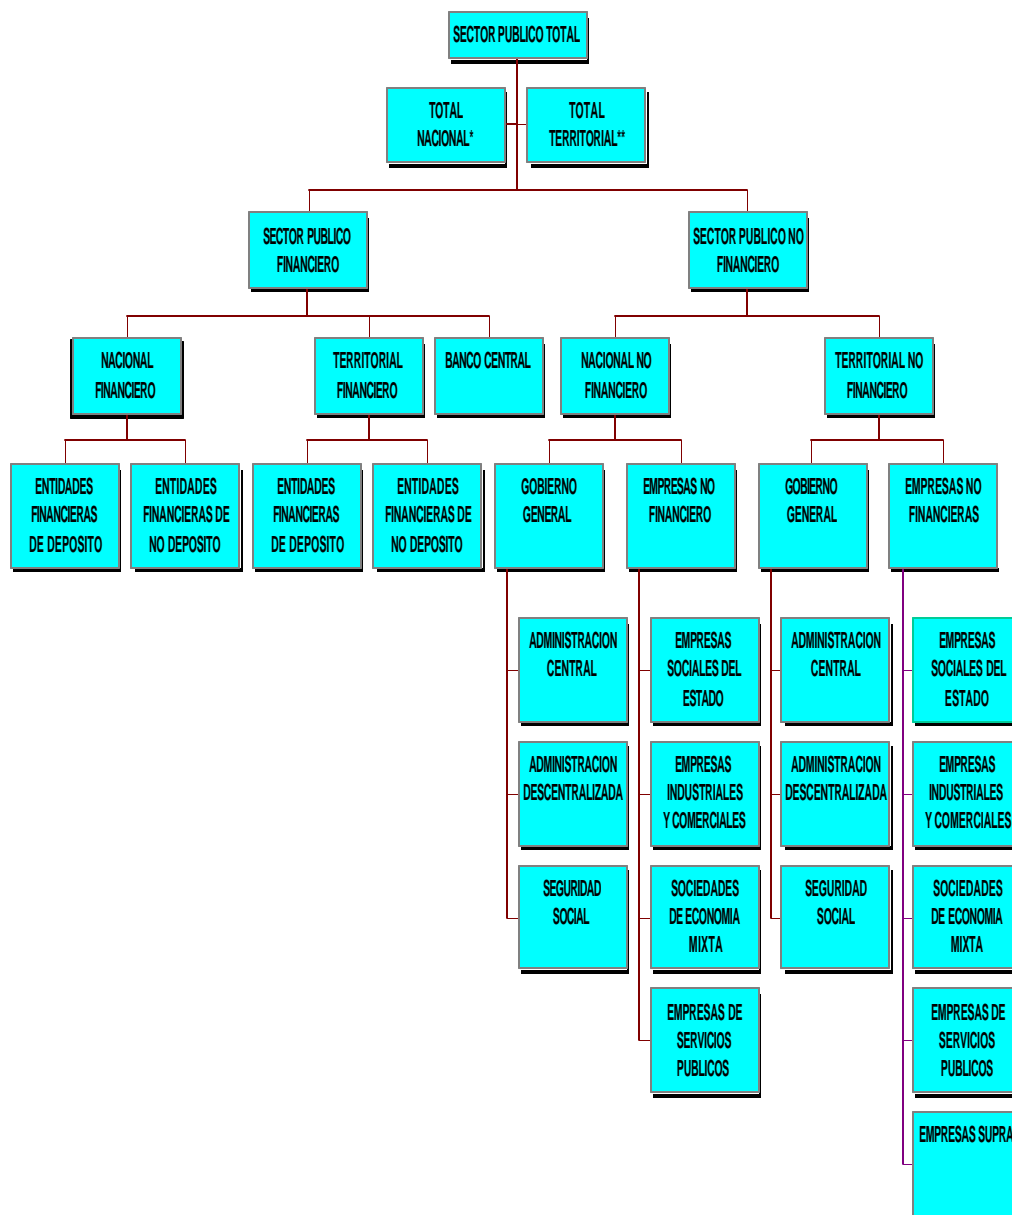 SECTOR PUBLICO TOTAL
TOTAL
NACIONAL*
TOTAL
TERRITORIAL**
SECTOR PUBLICO
FINANCIERO
SECTOR PUBLICO NO
FINANCIERO
NACIONAL
FINANCIERO
TERRITORIAL
FINANCIERO
BANCO CENTRAL
NACIONAL NO
FINANCIERO
TERRITORIAL NO
FINANCIERO
ENTIDADES
FINANCIERAS
DE DEPOSITO
ENTIDADES
FINANCIERAS DE
NO DEPOSITO
ENTIDADES
FINANCIERAS
DE DEPOSITO
ENTIDADES
FINANCIERAS DE
NO DEPOSITO
GOBIERNO
GENERAL
EMPRESAS NO
FINANCIERO
GOBIERNO
GENERAL
EMPRESAS NO
FINANCIERAS
ADMINISTRACION
CENTRAL
EMPRESAS
SOCIALES DEL
ESTADO
ADMINISTRACION
CENTRAL
EMPRESAS
SOCIALES DEL
ESTADO
ADMINISTRACION
DESCENTRALIZADA
EMPRESAS
INDUSTRIALES
Y COMERCIALES
ADMINISTRACION
DESCENTRALIZADA
EMPRESAS
INDUSTRIALES
Y COMERCIALES
SEGURIDAD
SOCIAL
SOCIEDADES
DE ECONOMIA
MIXTA
SEGURIDAD
SOCIAL
SOCIEDADES
DE ECONOMIA
MIXTA
EMPRESAS DE
SERVICIOS
PUBLICOS
EMPRESAS DE
SERVICIOS
PUBLICOS
EMPRESAS SUPRA